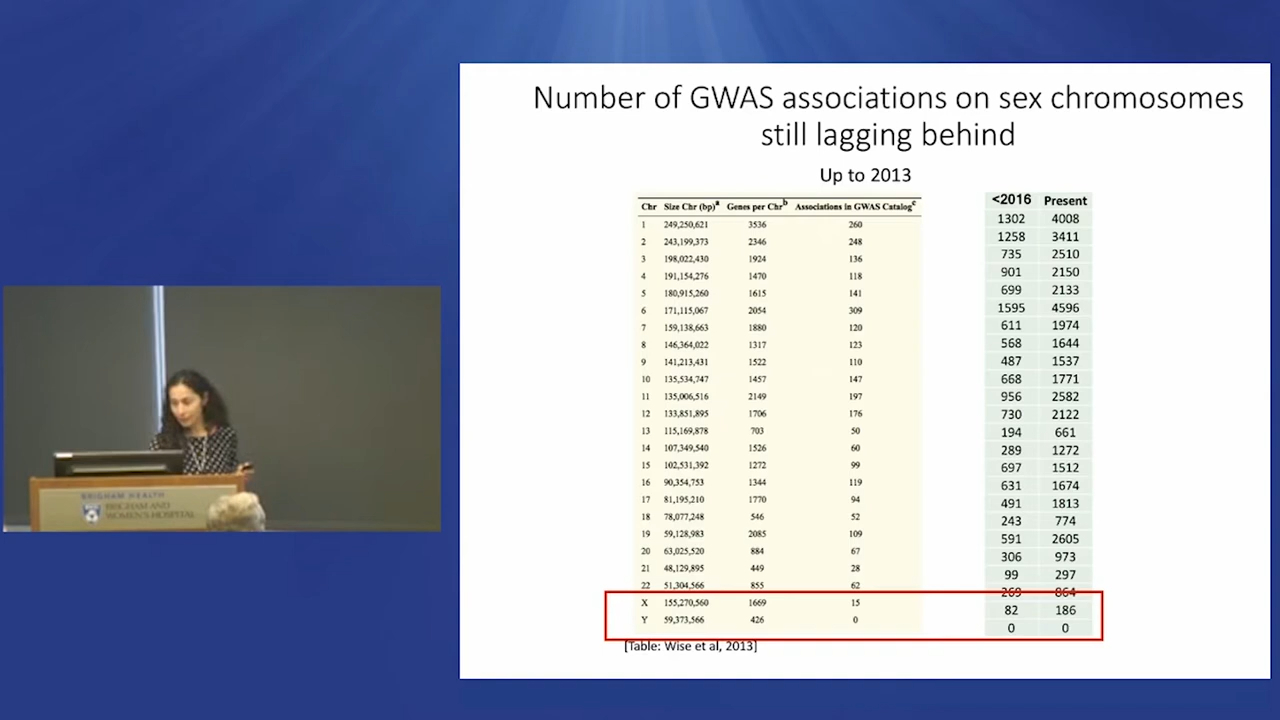 Number of GWAS associations on sex chromosomes
still lagging behind
Up to 2013
Chr Size Chr (bp)a Genes per Chrb Associations in GWAS Catalogc <2016 Present
1 249,250,621 3536 260 1302 4008
2 243,199,373 2346 248 1258 3411
3 198,022,430 1924 136 735 2510
4 191,154,276 1470 118 901 2150
5 180,915,260 1615 141 699 2133
6 171,115,067 2054 309 1595 4596
7 159,138,663 1880 120 611 1974
8 146,364,022 1317 123 568 1644
9 141,213,431 1522 110 487 1537
10 135,534,747 1457 147 668 1771
11 135,006,516 2149 197 956 2582
12 133,851,895 1706 176 730 2122
13 115,169,878 703 50 194 661
14 107,349,540 1526 60 289 1272
15 102,531,392 1272 99 697 1512
16 90,354,753 1344 119 631 1674
17 81,195,210 1770 94 491 1813
18 78,077,248 546 52 243 774
19 59,128,983 2085 109 591 2605
20 63,025,520 884 67 306 973
21 48,129,895 449 28 99 297
22 51,304,566 855 62 269 864
X 155,270,560 1669 15 82 186
Y 59,373,566 426 0 0 0
[Table: Wise et al, 2013]
BRIGHAM HEALTH
BRIGHAM AND
WOMEN'S HOSPITAL